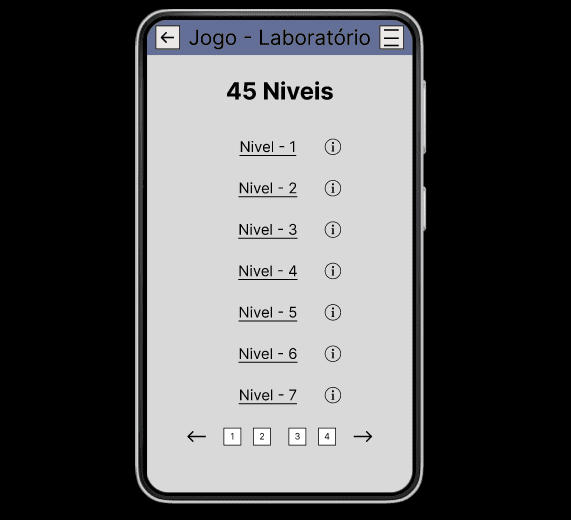 Jogo - Laboratório
45 Niveis
Nivel - 1
Nivel - 2
Nivel - 3
Nivel - 4
Nivel - 5
Nivel - 6
Nivel - 7
1 2 3 4